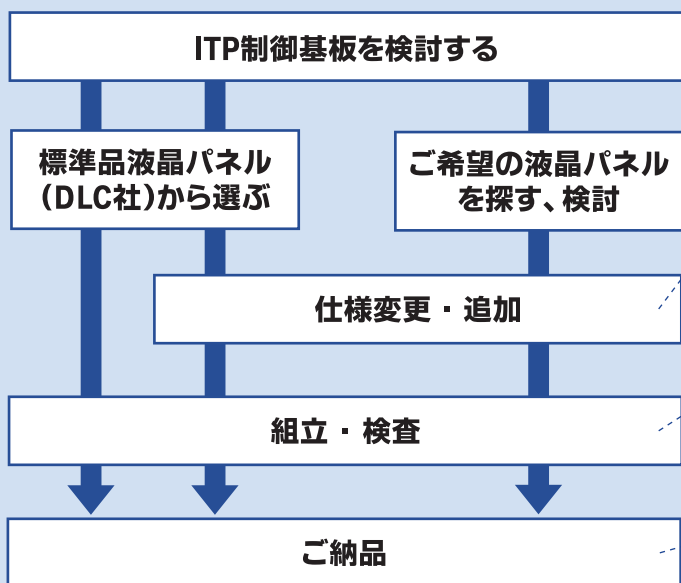 ITP制御基板を検討する
標準品液晶パネル
（DLC社）から選ぶ
ご希望の液晶パネル
を探す、検討
仕様変更・追加
組立・検査
ご納品